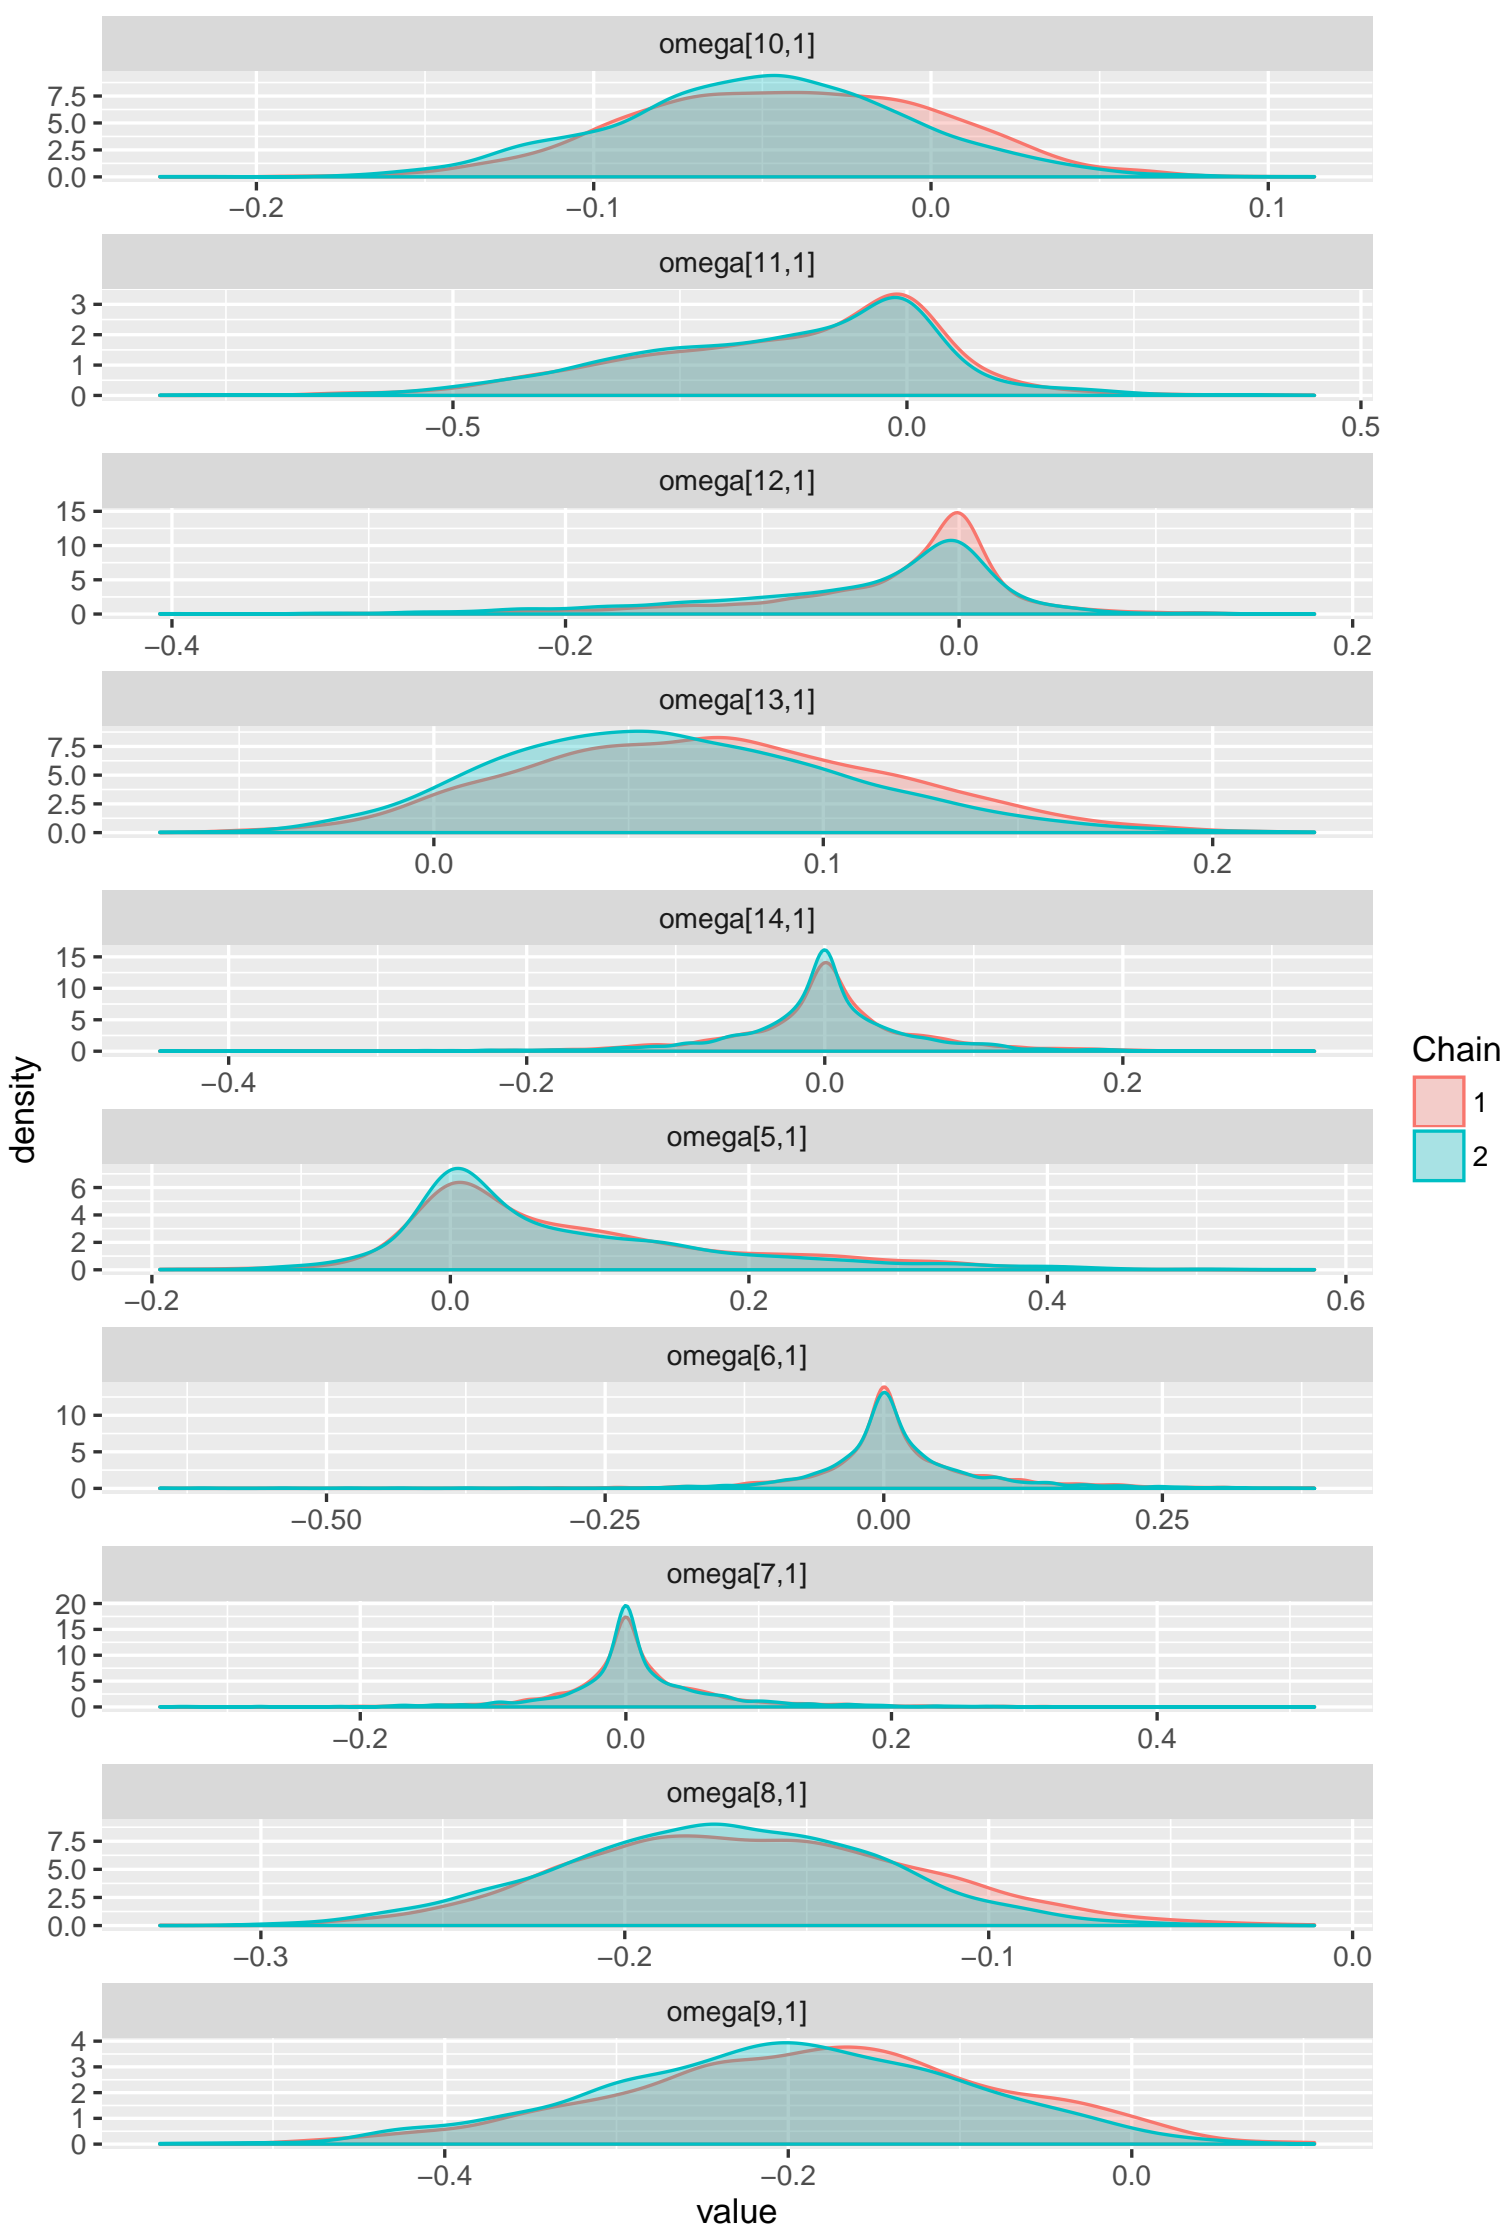 omega[10,1]
7.5
5.0
2.5
0.0
−0.2 −0.1 0.0 0.1
omega[11,1]
3
2
1
0
−0.5 0.0 0.5
omega[12,1]
15
10
5
0
−0.4 −0.2 0.0 0.2
omega[13,1]
7.5
5.0
2.5
0.0
0.0 0.1 0.2
omega[14,1]
15
10
5
0
−0.4 −0.2 0.0 0.2
density
Chain
1
2
omega[5,1]
6
4
2
0
−0.2 0.0 0.2 0.4 0.6
omega[6,1]
10
5
0
−0.50 −0.25 0.00 0.25
omega[7,1]
20
15
10
5
0
−0.2 0.0 0.2 0.4
omega[8,1]
7.5
5.0
2.5
0.0
−0.3 −0.2 −0.1 0.0
omega[9,1]
4
3
2
1
0
−0.4 −0.2 0.0
value